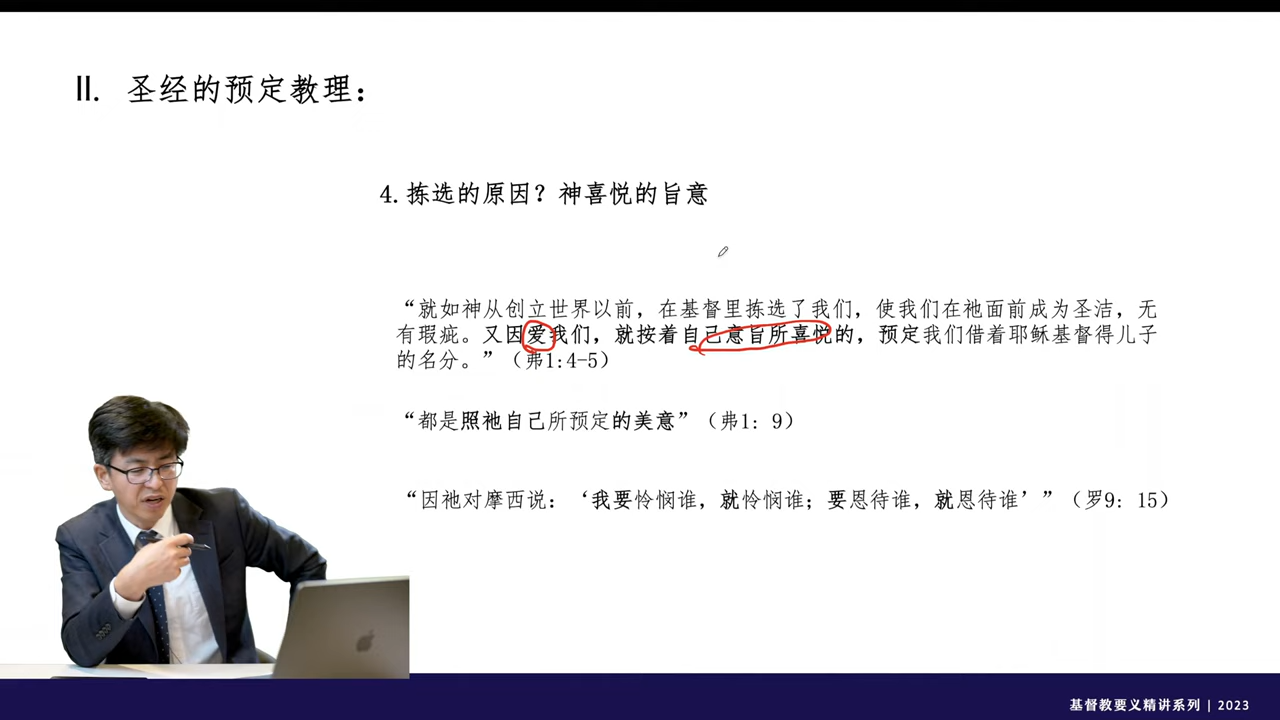 II. 圣经的预定教理：
4.拣选的原因？神喜悦的旨意
“就如神从创立世界以前，在基督里拣选了我们，使我们在祂面前成为圣洁，无
有瑕疵。又因爱我们，就按着自己意旨所喜悦的，预定我们借着耶稣基督得儿子
的名分。”（弗1:4-5）
“都是照祂自己所预定的美意”（弗1: 9）
“因祂对摩西说：‘我要怜悯谁，就怜悯谁；要恩待谁，就恩待谁’”（罗9: 15）
基督教要义精讲系列 | 2023